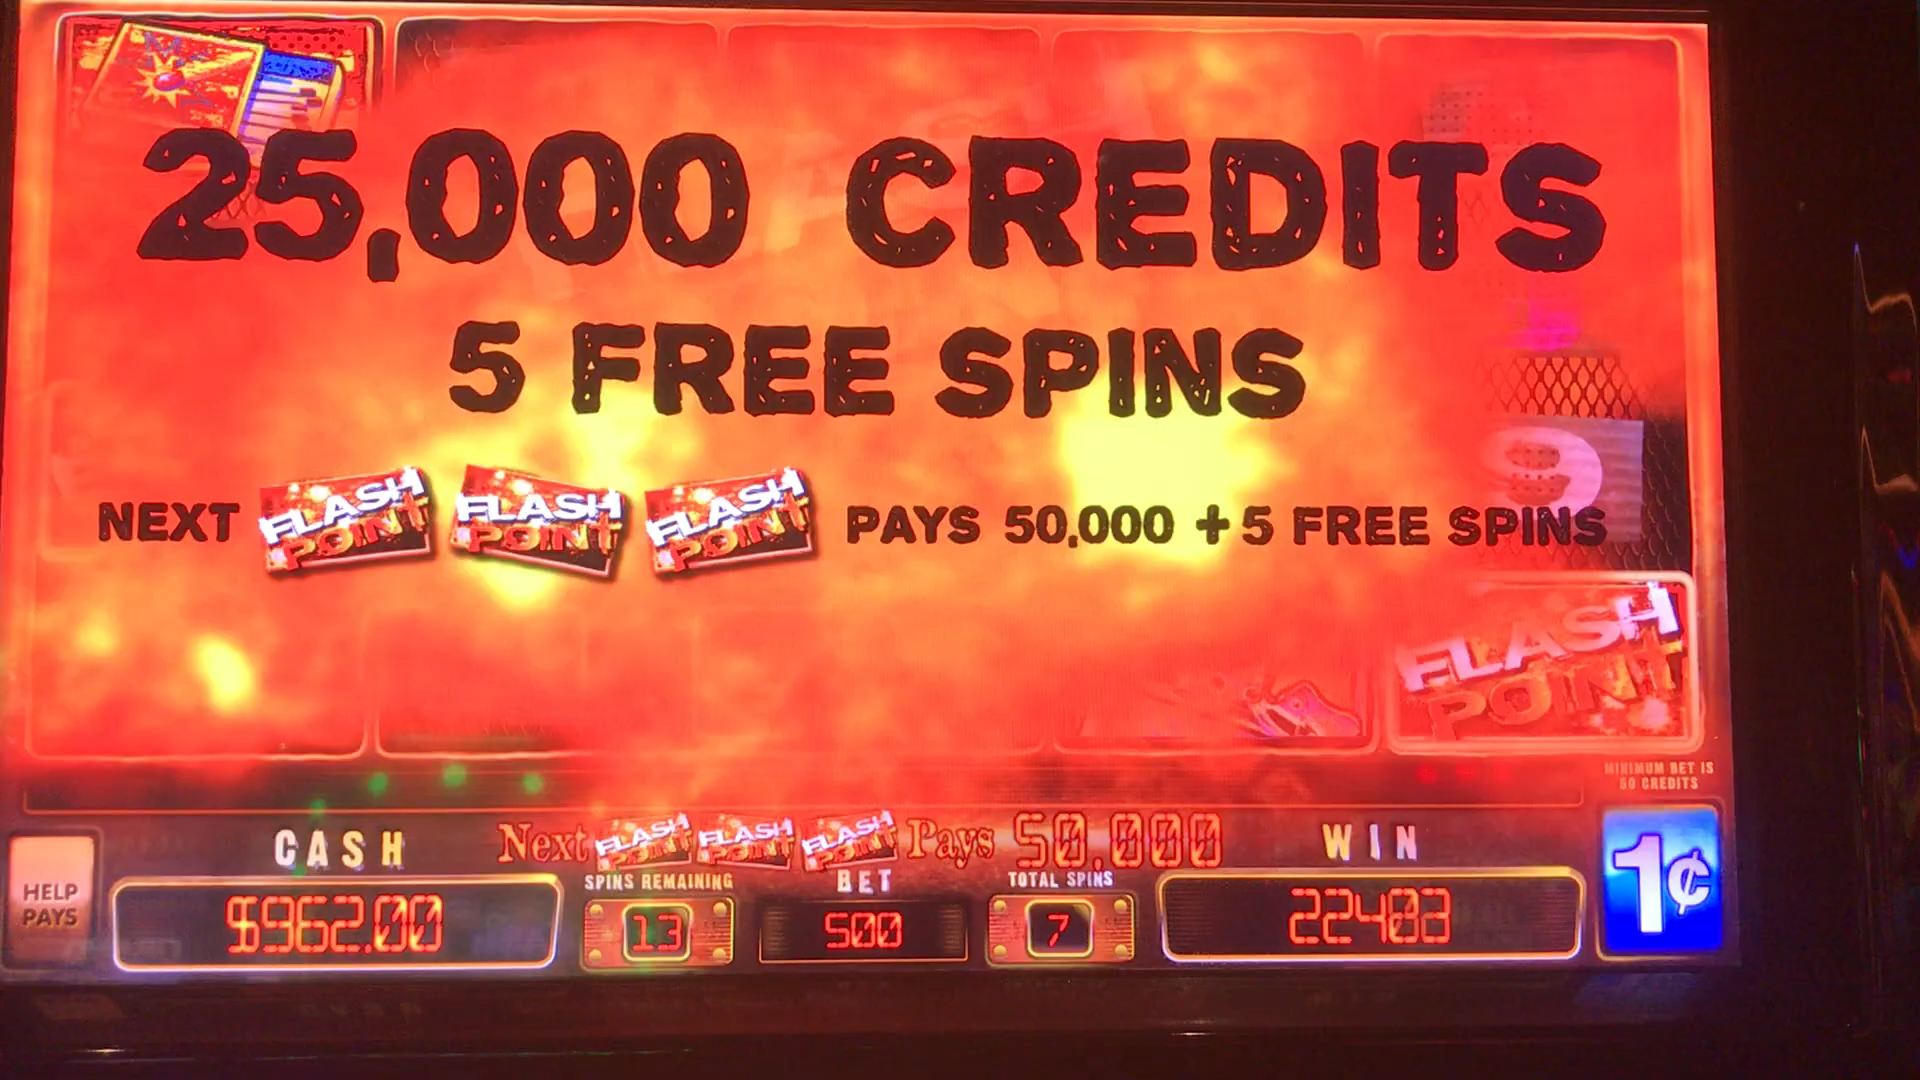 25,000 CREDITS
5 FREE SPINS
NEXT FLASH POINT FLASH POINT FLASH POINT PAYS 50,000 + 5 FREE SPINS
9
FLASH POINT
MINIMUM BET IS
50 CREDITS
CASH Next FLASH POINT FLASH POINT FLASH POINT Pays 50,000 WIN
SPINS REMAINING BET TOTAL SPINS
HELP
PAYS
$962.00 13 500 7 22483
1¢